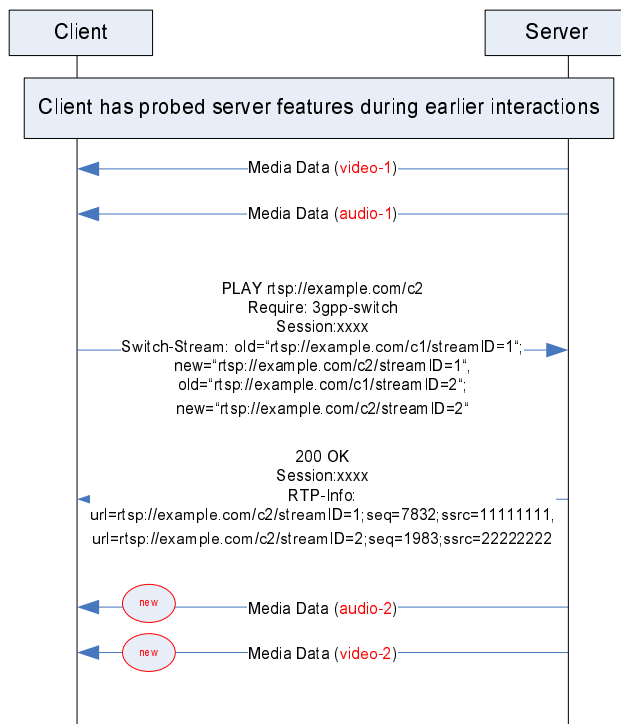 Client
Server
Client has probed server features during earlier interactions
Media Data (video-1)
Media Data (audio-1)
PLAY rtsp://example.com/c2
Require: 3gpp-switch
Session:xxxx
Switch-Stream: old="rtsp://example.com/c1/streamID=1";
new="rtsp://example.com/c2/streamID=1",
old="rtsp://example.com/c1/streamID=2";
new="rtsp://example.com/c2/streamID=2"
200 OK
Session:xxxx
RTP-Info:
url=rtsp://example.com/c2/streamID=1;seq=7832;ssrc=11111111,
url=rtsp://example.com/c2/streamID=2;seq=1983;ssrc=22222222
new
Media Data (audio-2)
new
Media Data (video-2)